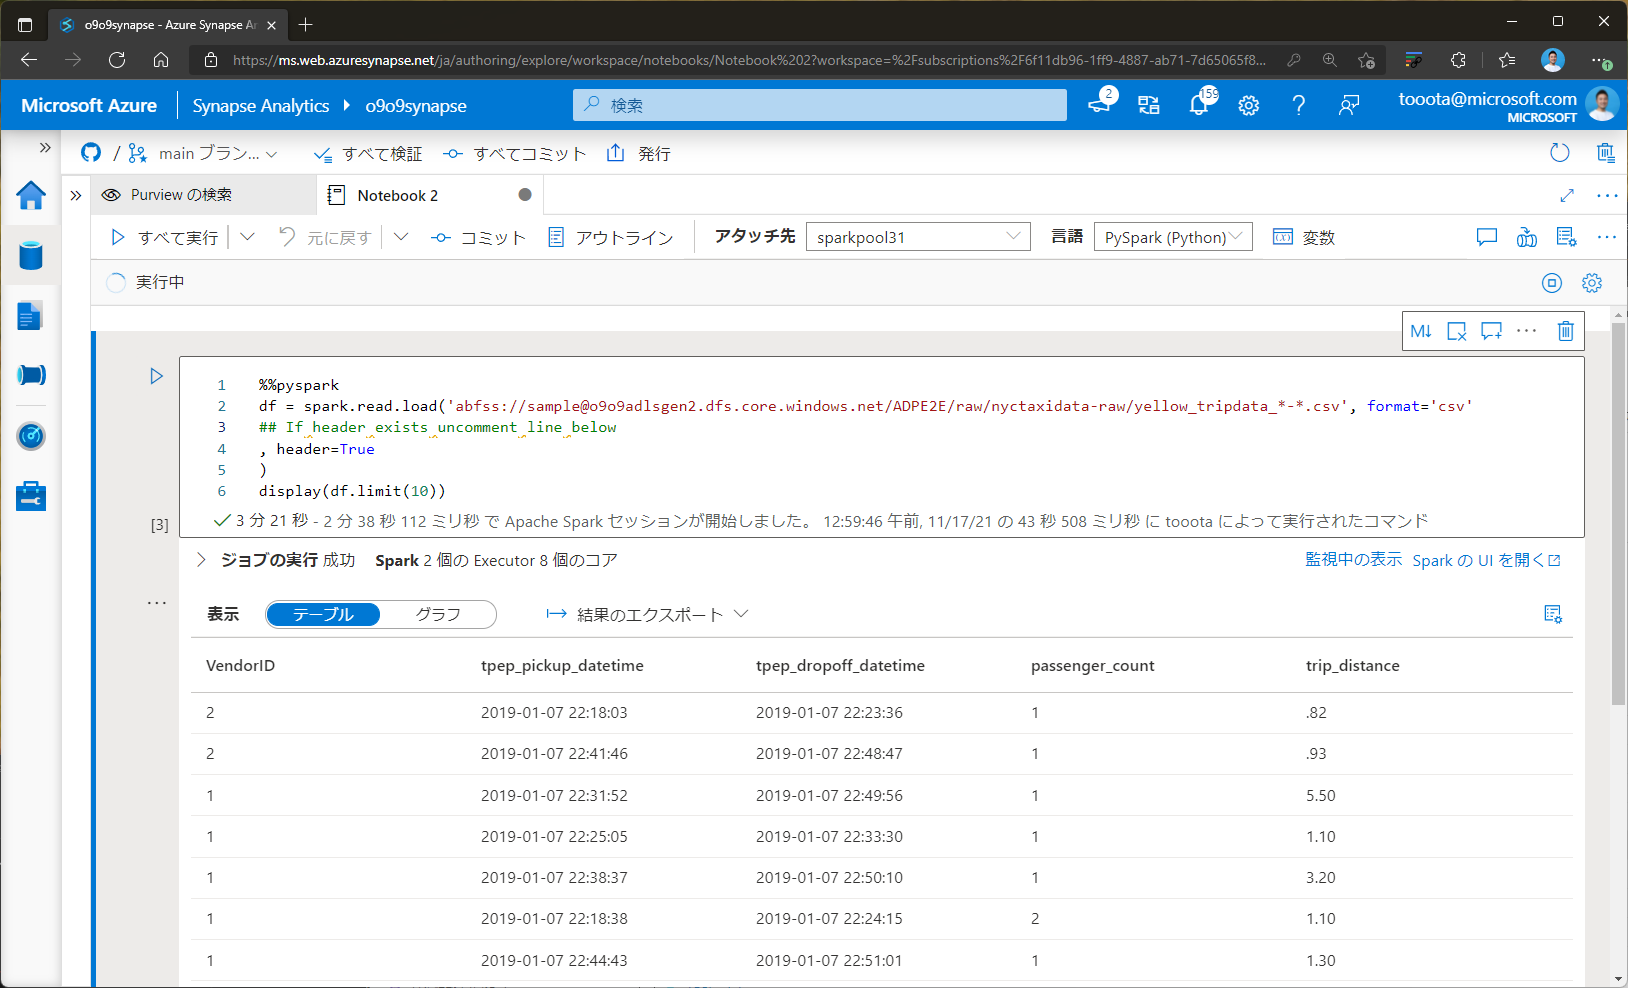 o9o9synapse - Azure Synapse An
https://ms.web.azuresynapse.net/ja/authoring/explore/workspace/notebooks/Notebook%202?workspace=%2Fsubscriptions%2F6f11db96-1ff9-4887-ab71-7d65065f8...
Microsoft Azure Synapse Analytics o9o9synapse 検索 2 159 tooota@microsoft.com
MICROSOFT
/ main ブラン... すべて検証 すべてコミット 発行
Purview の検索 Notebook 2
すべて実行 元に戻す コミット アウトライン アタッチ先 sparkpool31 言語 PySpark (Python) 変数
実行中
M↓
1 %%pyspark
2 df = spark.read.load('abfss://sample@o9o9adlsgen2.dfs.core.windows.net/ADPE2E/raw/nyctaxidata-raw/yellow_tripdata_*-*.csv', format='csv'
3 ## If header exists uncomment line below
4 , header=True
5 )
6 display(df.limit(10))
[3] 3 分 21 秒 - 2 分 38 秒 112 ミリ秒 で Apache Spark セッションが開始しました。 12:59:46 午前, 11/17/21 の 43 秒 508 ミリ秒 に tooota によって実行されたコマンド
ジョブの実行 成功 Spark 2 個の Executor 8 個のコア 監視中の表示 Spark の UI を開く
表示 テーブル グラフ 結果のエクスポート
VendorID tpep_pickup_datetime tpep_dropoff_datetime passenger_count trip_distance
2 2019-01-07 22:18:03 2019-01-07 22:23:36 1 .82
2 2019-01-07 22:41:46 2019-01-07 22:48:47 1 .93
1 2019-01-07 22:31:52 2019-01-07 22:49:56 1 5.50
1 2019-01-07 22:25:05 2019-01-07 22:33:30 1 1.10
1 2019-01-07 22:38:37 2019-01-07 22:50:10 1 3.20
1 2019-01-07 22:18:38 2019-01-07 22:24:15 2 1.10
1 2019-01-07 22:44:43 2019-01-07 22:51:01 1 1.30